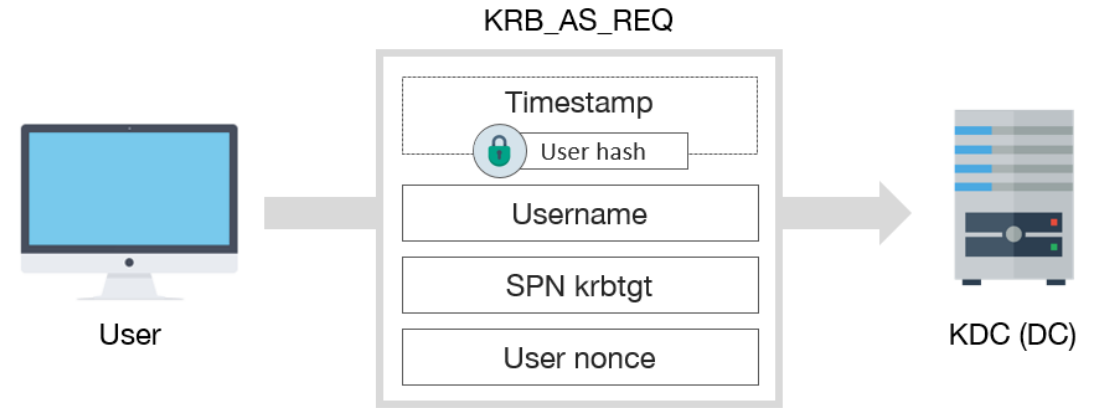 KRB_AS_REQ
Timestamp
User hash
Username
SPN krbtgt
User nonce
User
KDC (DC)